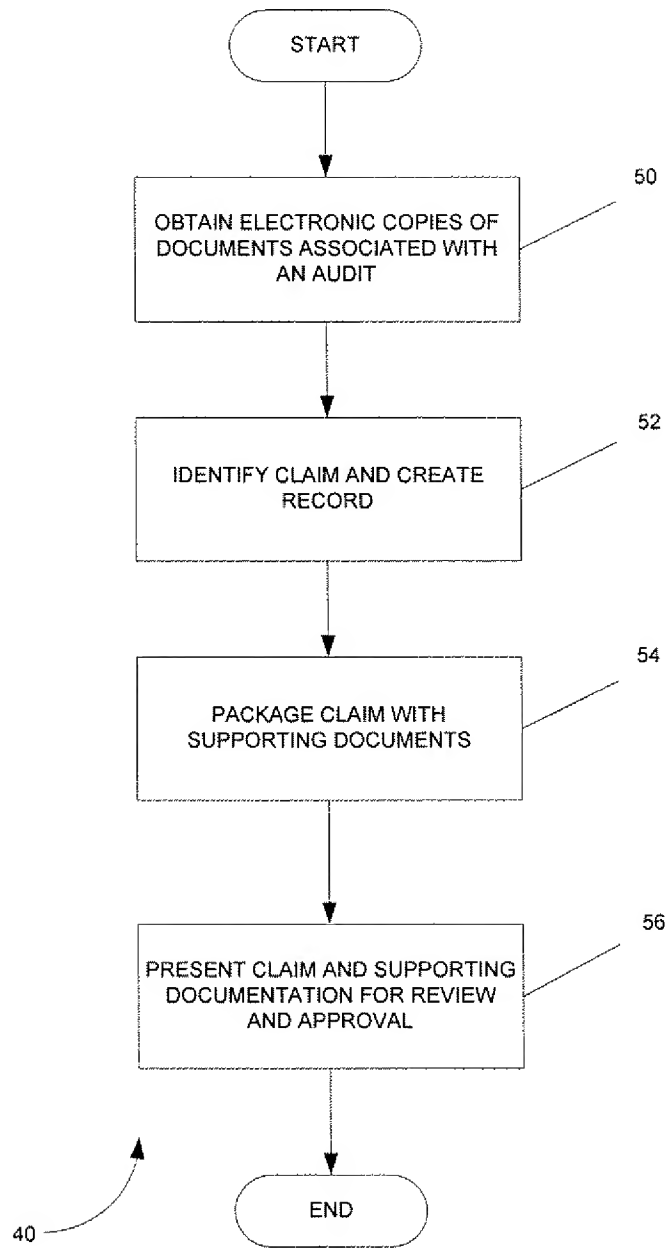 START
50
OBTAIN ELECTRONIC COPIES OF
DOCUMENTS ASSOCIATED WITH
AN AUDIT
52
IDENTIFY CLAIM AND CREATE
RECORD
54
PACKAGE CLAIM WITH
SUPPORTING DOCUMENTS
56
PRESENT CLAIM AND SUPPORTING
DOCUMENTATION FOR REVIEW
AND APPROVAL
40
END